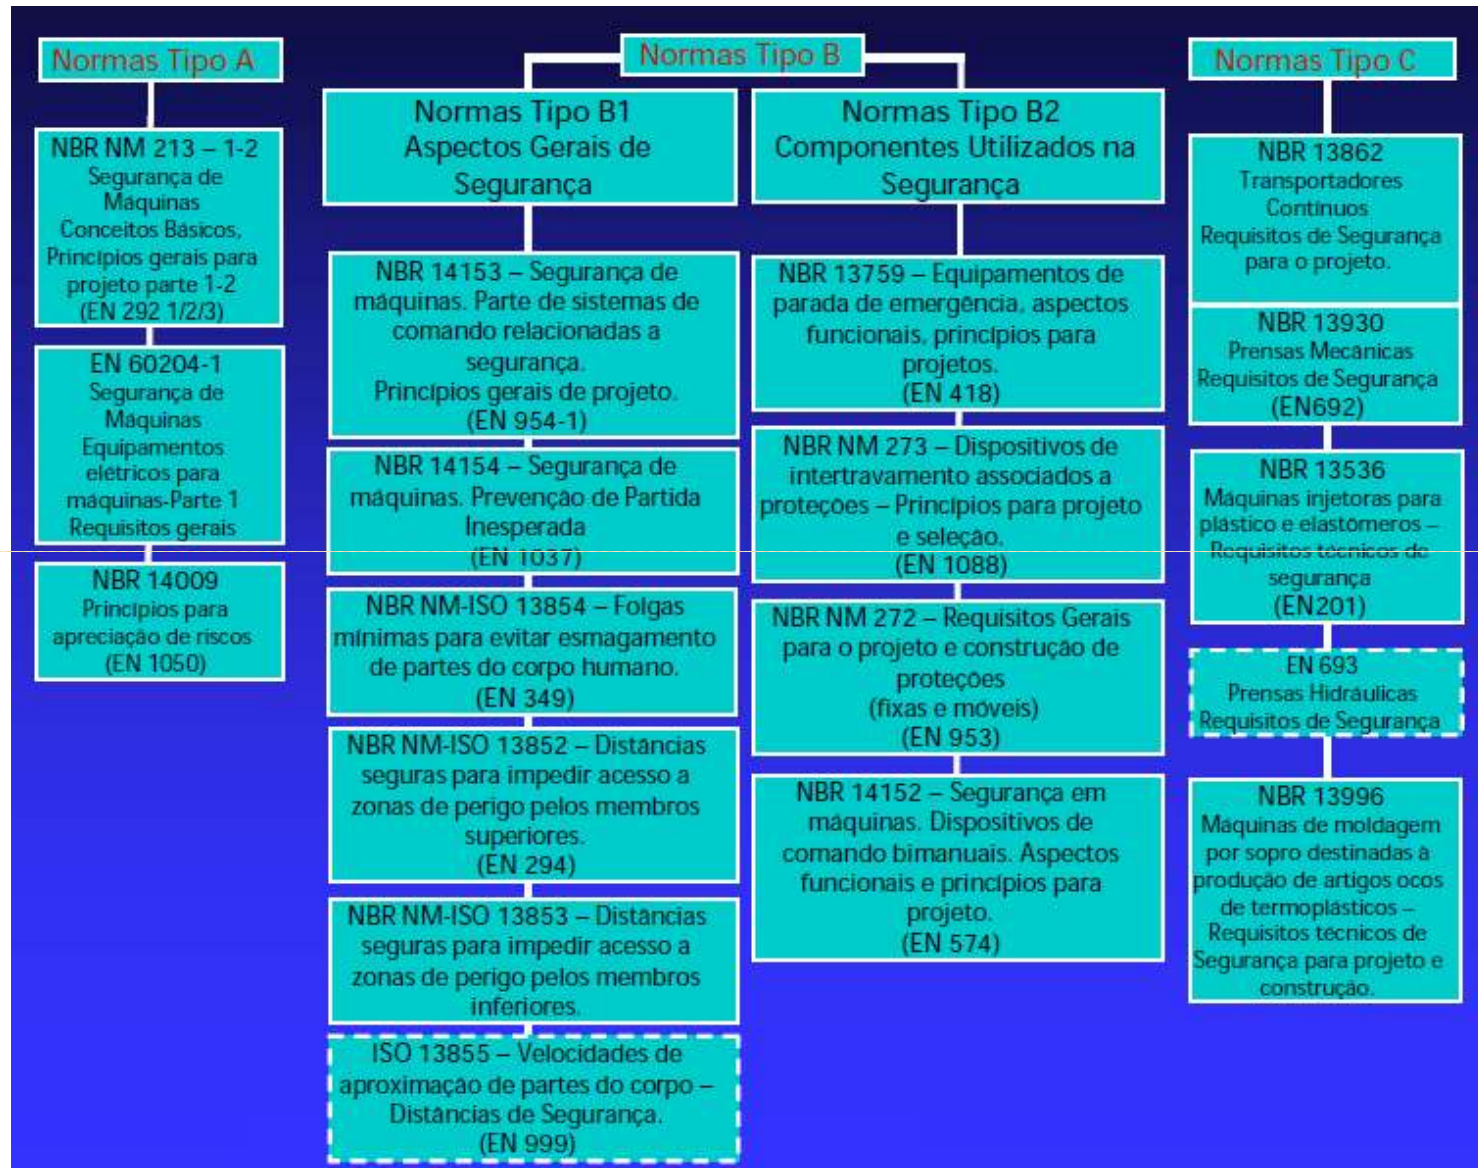 Normas Tipo A
NBR NM 213 – 1-2
Segurança de
Máquinas
Conceitos Básicos,
Princípios gerais para
projeto parte 1-2
(EN 292 1/2/3)
EN 60204-1
Segurança de
Máquinas
Equipamentos
elétricos para
máquinas-Parte 1
Requisitos gerais
NBR 14009
Princípios para
apreciação de riscos
(EN 1050)
Normas Tipo B
Normas Tipo B1
Aspectos Gerais de
Segurança
NBR 14153 – Segurança de
máquinas. Parte de sistemas de
comando relacionadas a
segurança.
Princípios gerais de projeto.
(EN 954-1)
NBR 14154 – Segurança de
máquinas. Prevenção de Partida
Inesperada
(EN 1037)
NBR NM-ISO 13854 – Folgas
mínimas para evitar esmagamento
de partes do corpo humano.
(EN 349)
NBR NM-ISO 13852 – Distâncias
seguras para impedir acesso a
zonas de perigo pelos membros
superiores.
(EN 294)
NBR NM-ISO 13853 – Distâncias
seguras para impedir acesso a
zonas de perigo pelos membros
inferiores.
ISO 13855 – Velocidades de
aproximação de partes do corpo –
Distâncias de Segurança.
(EN 999)
Normas Tipo B2
Componentes Utilizados na
Segurança
NBR 13759 – Equipamentos de
parada de emergência, aspectos
funcionais, princípios para
projetos.
(EN 418)
NBR NM 273 – Dispositivos de
intertravamento associados a
proteções – Princípios para projeto
e seleção.
(EN 1088)
NBR NM 272 – Requisitos Gerais
para o projeto e construção de
proteções
(fixas e móveis)
(EN 953)
NBR 14152 – Segurança em
máquinas. Dispositivos de
comando bimanuais. Aspectos
funcionais e princípios para
projeto.
(EN 574)
Normas Tipo C
NBR 13862
Transportadores
Contínuos
Requisitos de Segurança
para o projeto.
NBR 13930
Prensas Mecânicas
Requisitos de Segurança
(EN692)
NBR 13536
Máquinas injetoras para
plástico e elastômeros –
Requisitos técnicos de
segurança
(EN201)
EN 693
Prensas Hidráulicas
Requisitos de Segurança
NBR 13996
Máquinas de moldagem
por sopro destinadas à
produção de artigos ocos
de termoplásticos –
Requisitos técnicos de
Segurança para projeto e
construção.